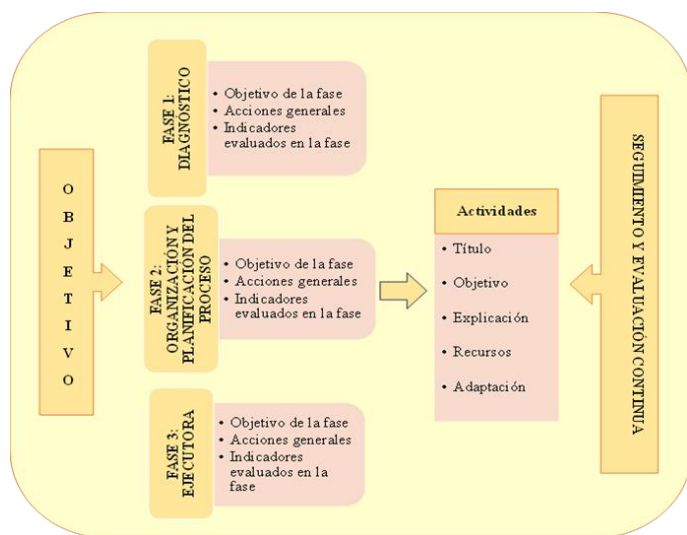 OBJETIVO
FASE 1:
DIAGNÓSTICO
• Objetivo de la fase
• Acciones generales
• Indicadores
evaluados en la fase
FASE 2:
ORGANIZACIÓN Y
PLANIFICACIÓN DEL
PROCESO
• Objetivo de la fase
• Acciones generales
• Indicadores
evaluados en la fase
FASE 3:
EJECUTORA
• Objetivo de la fase
• Acciones generales
• Indicadores
evaluados en la
fase
Actividades
• Título
• Objetivo
• Explicación
• Recursos
• Adaptación
SEGUIMIENTO Y EVALUACIÓN CONTINUA